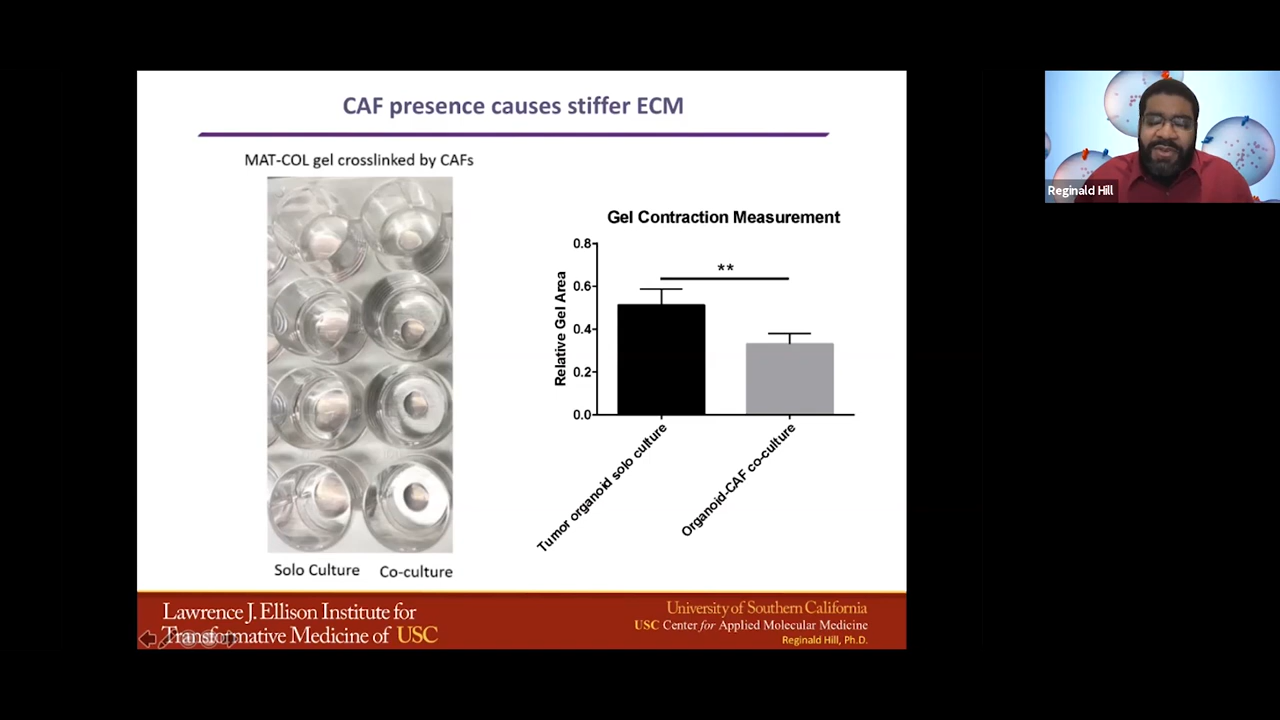 CAF presence causes stiffer ECM
MAT-COL gel crosslinked by CAFs
Solo Culture
Co-culture
Gel Contraction Measurement
**
Relative Gel Area
0.8
0.6
0.4
0.2
0.0
Tumor organoid solo culture
Organoid-CAF co-culture
Lawrence J. Ellison Institute for
Transformative Medicine of USC
University of Southern California
USC Center for Applied Molecular Medicine
Reginald Hill, Ph.D.
Reginald Hill